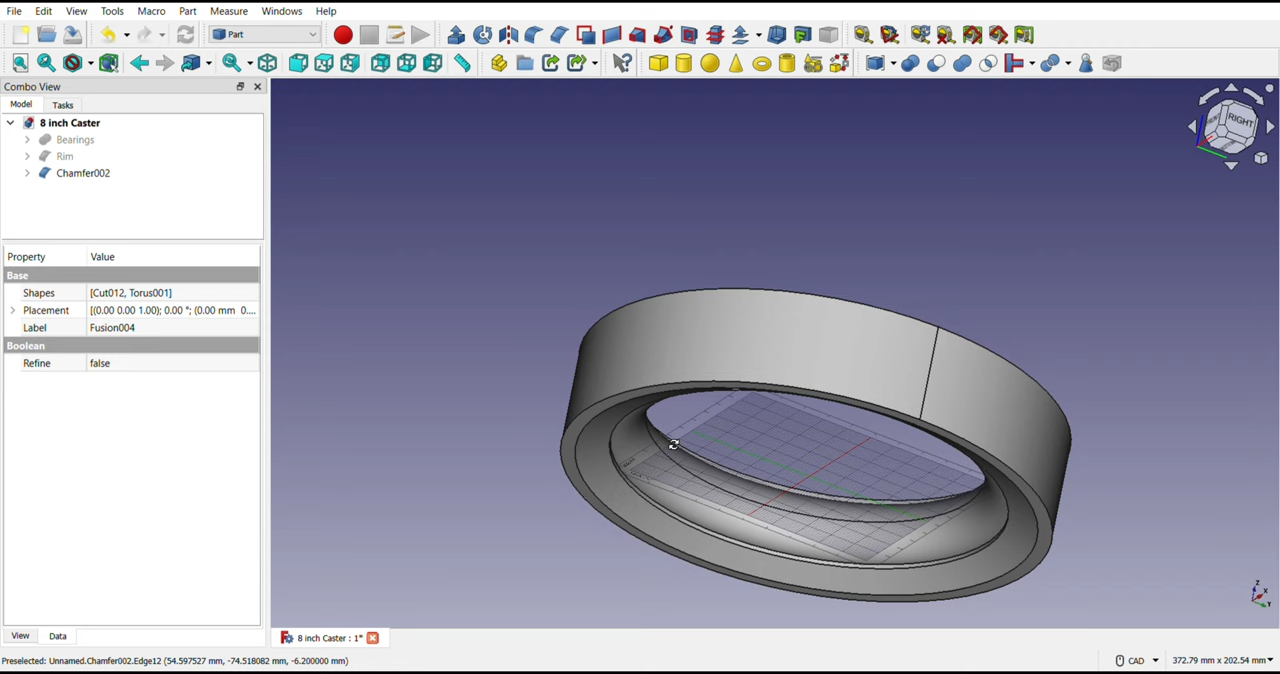 File Edit View Tools Macro Part Measure Windows Help
Part
Combo View
Model Tasks
8 inch Caster
Bearings
Rim
Chamfer002
Property Value
Base
Shapes [Cut012, Torus001]
Placement [(0.00 0.00 1.00); 0.00 °; (0.00 mm 0....
Label Fusion004
Boolean
Refine false
RIGHT
Z
X
Y
View Data
8 inch Caster : 1*
Preselected: Unnamed.Chamfer002.Edge12 (54.597527 mm, -74.518082 mm, -6.200000 mm)
CAD
372.79 mm x 202.54 mm